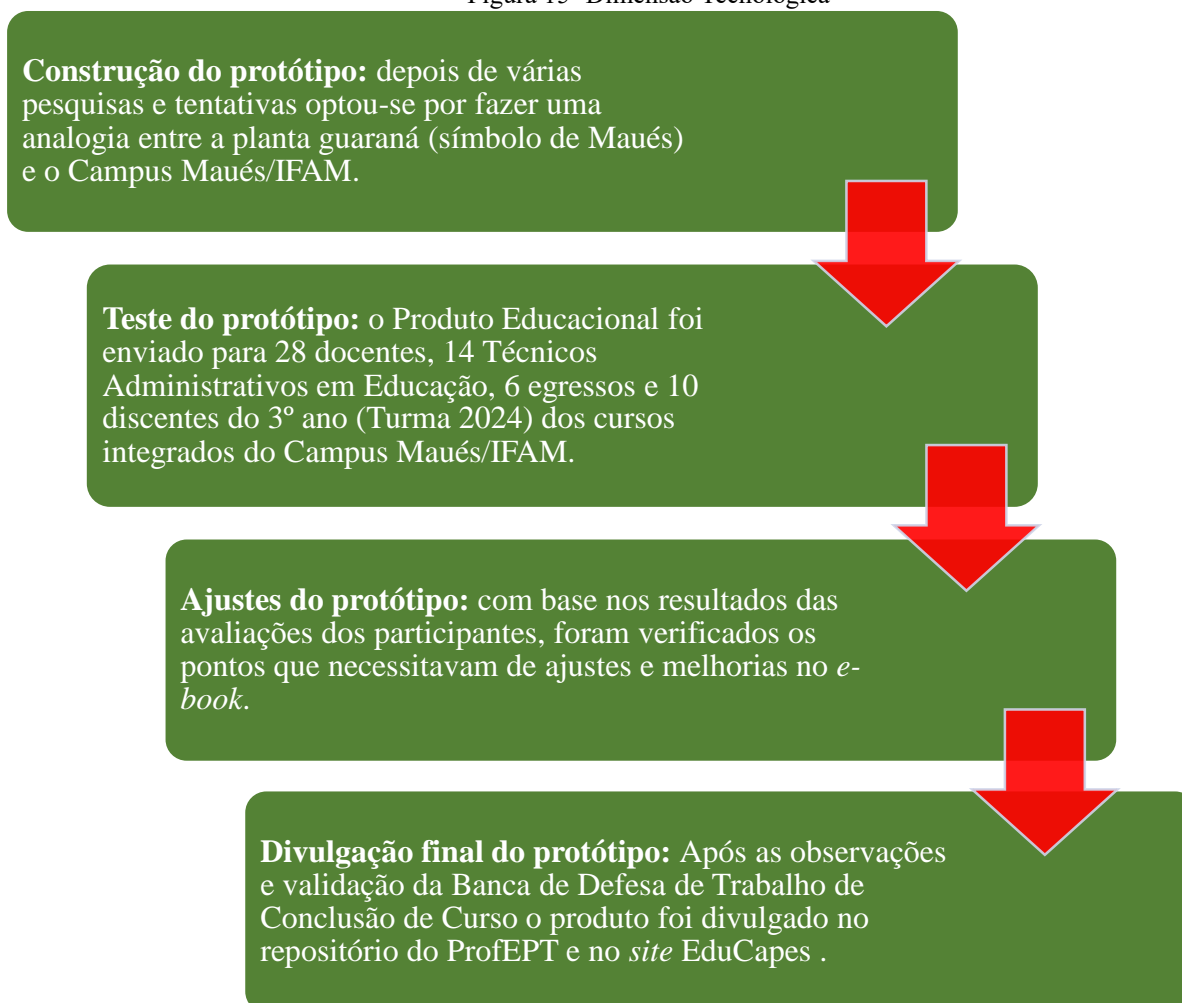 Figura 15- Dimensão Tecnológica
Construção do protótipo: depois de várias
pesquisas e tentativas optou-se por fazer uma
analogia entre a planta guaraná (símbolo de Maués)
e o Campus Maués/IFAM.
Teste do protótipo: o Produto Educacional foi
enviado para 28 docentes, 14 Técnicos
Administrativos em Educação, 6 egressos e 10
discentes do 3º ano (Turma 2024) dos cursos
integrados do Campus Maués/IFAM.
Ajustes do protótipo: com base nos resultados das
avaliações dos participantes, foram verificados os
pontos que necessitavam de ajustes e melhorias no e-
book.
Divulgação final do protótipo: Após as observações
e validação da Banca de Defesa de Trabalho de
Conclusão de Curso o produto foi divulgado no
repositório do ProfEPT e no site EduCapes .